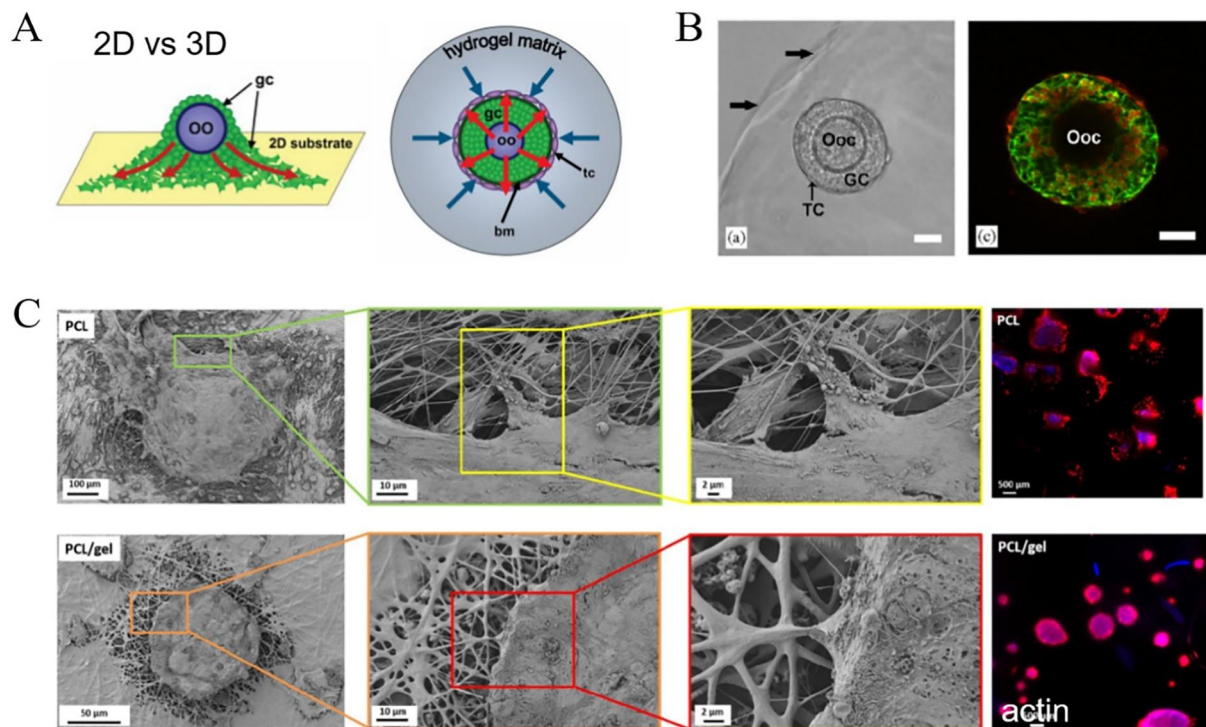 A
2D vs 3D
gc
OO
2D substrate
hydrogel matrix
gc
oo
tc
bm
B
Ooc
GC
TC
(a)
Ooc
(c)
C
PCL
100 µm
10 µm
2 µm
PCL
500 µm
PCL/gel
50 µm
10 µm
2 µm
PCL/gel
actin